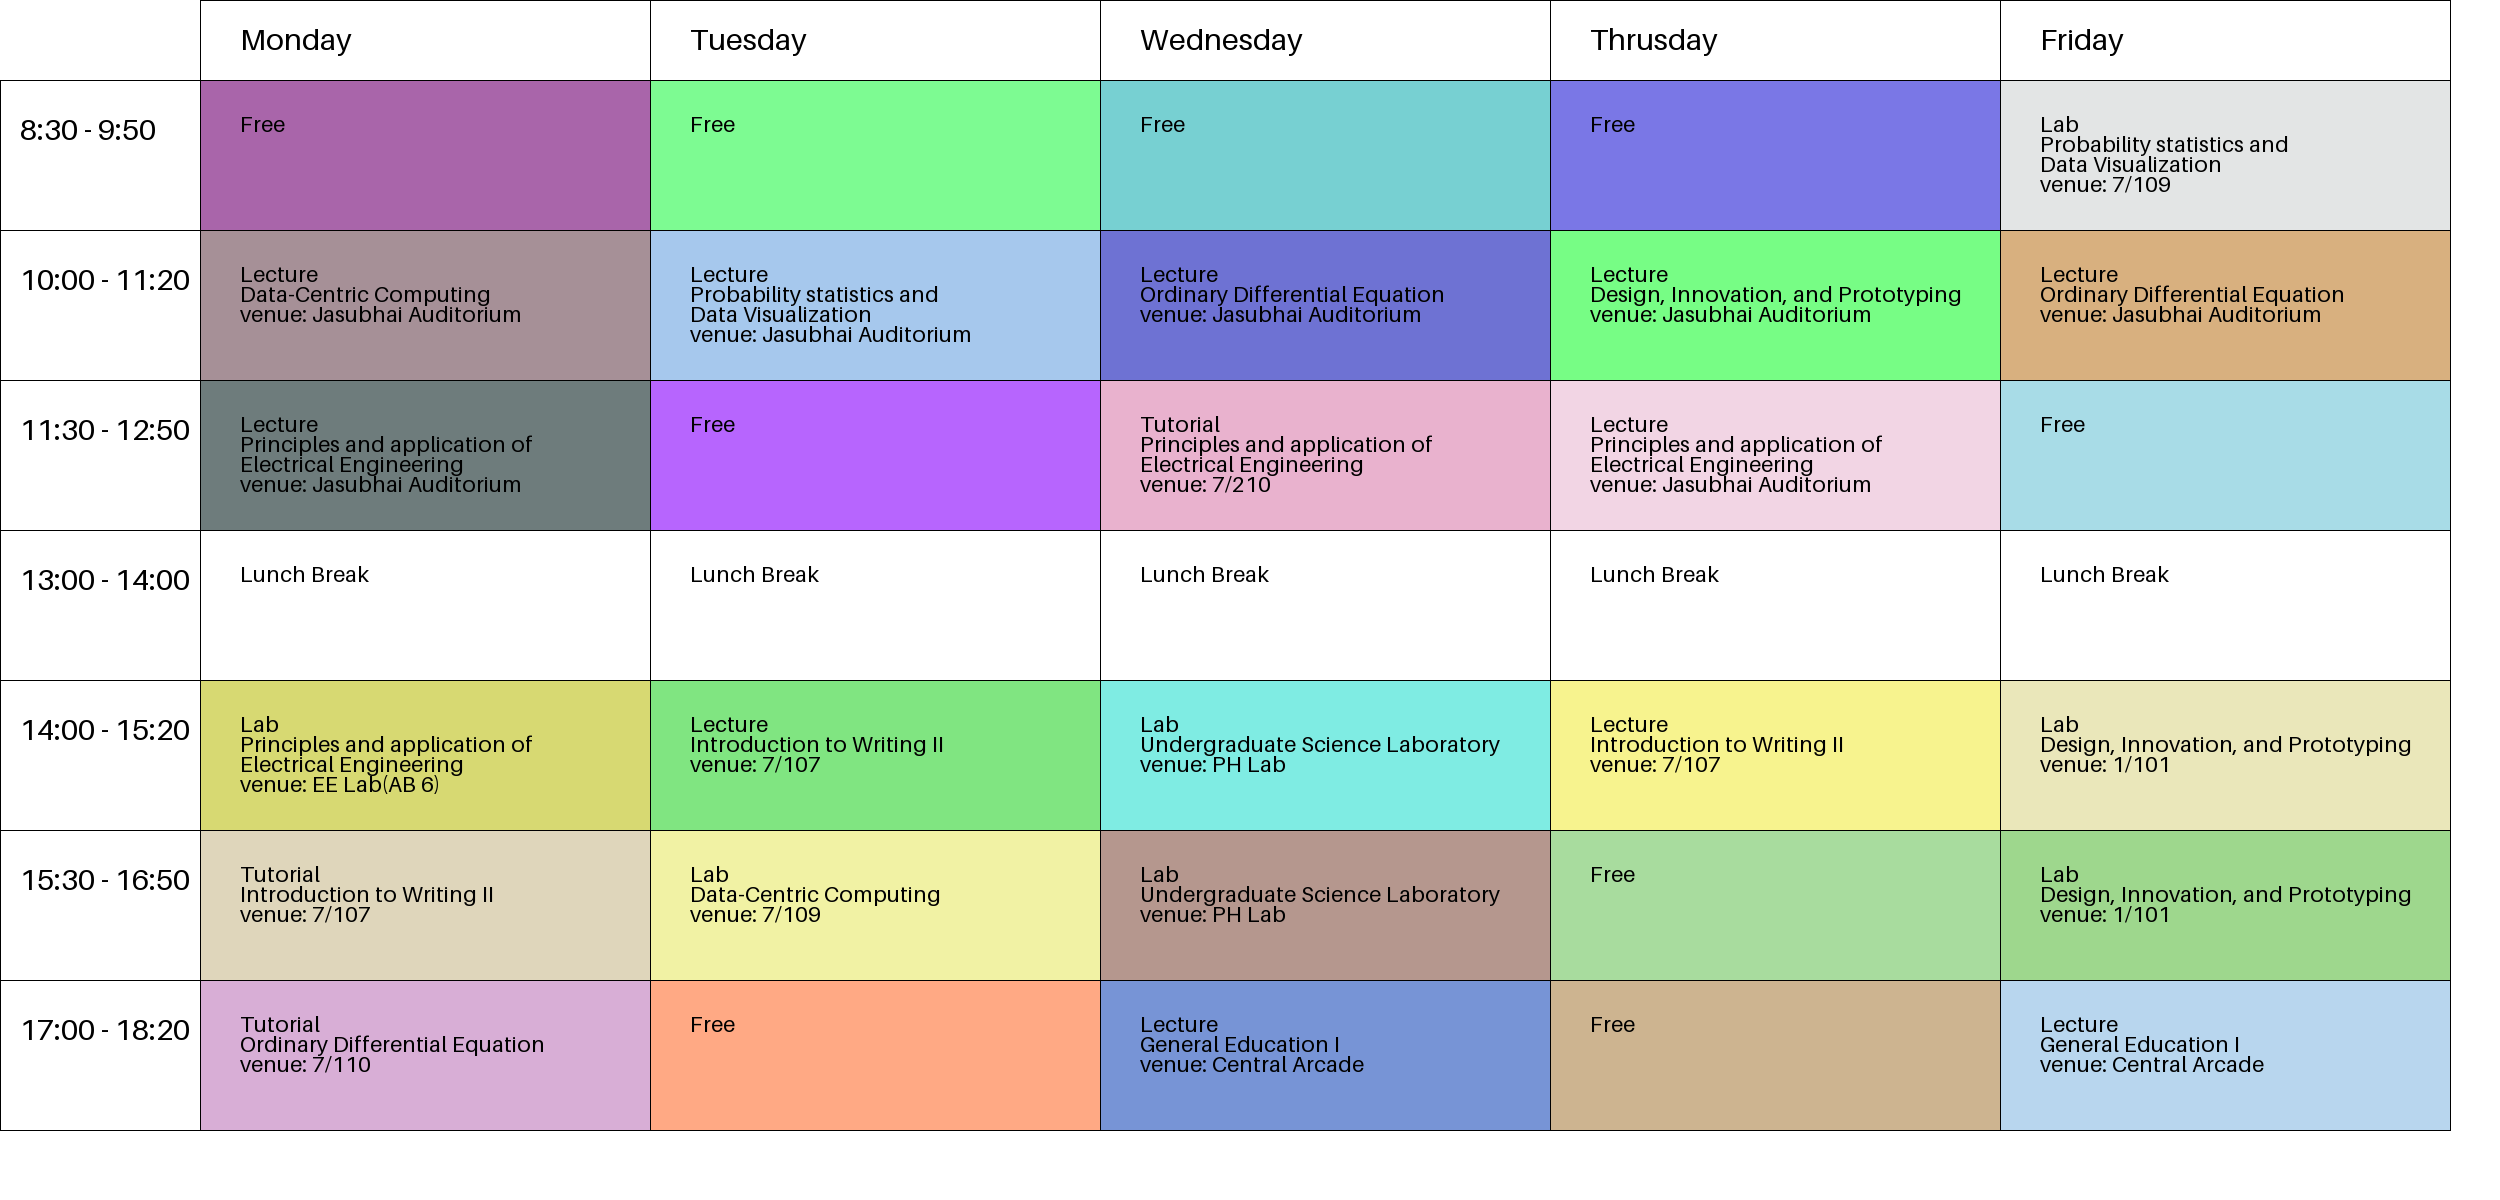 Monday
Tuesday
Wednesday
Thrusday
Friday
8:30 - 9:50
Free
Free
Free
Free
Lab
Probability statistics and
Data Visualization
venue: 7/109
10:00 - 11:20
Lecture
Data-Centric Computing
venue: Jasubhai Auditorium
Lecture
Probability statistics and
Data Visualization
venue: Jasubhai Auditorium
Lecture
Ordinary Differential Equation
venue: Jasubhai Auditorium
Lecture
Design, Innovation, and Prototyping
venue: Jasubhai Auditorium
Lecture
Ordinary Differential Equation
venue: Jasubhai Auditorium
11:30 - 12:50
Lecture
Principles and application of
Electrical Engineering
venue: Jasubhai Auditorium
Free
Tutorial
Principles and application of
Electrical Engineering
venue: 7/210
Lecture
Principles and application of
Electrical Engineering
venue: Jasubhai Auditorium
Free
13:00 - 14:00
Lunch Break
Lunch Break
Lunch Break
Lunch Break
Lunch Break
14:00 - 15:20
Lab
Principles and application of
Electrical Engineering
venue: EE Lab(AB 6)
Lecture
Introduction to Writing II
venue: 7/107
Lab
Undergraduate Science Laboratory
venue: PH Lab
Lecture
Introduction to Writing II
venue: 7/107
Lab
Design, Innovation, and Prototyping
venue: 1/101
15:30 - 16:50
Tutorial
Introduction to Writing II
venue: 7/107
Lab
Data-Centric Computing
venue: 7/109
Lab
Undergraduate Science Laboratory
venue: PH Lab
Free
Lab
Design, Innovation, and Prototyping
venue: 1/101
17:00 - 18:20
Tutorial
Ordinary Differential Equation
venue: 7/110
Free
Lecture
General Education I
venue: Central Arcade
Free
Lecture
General Education I
venue: Central Arcade